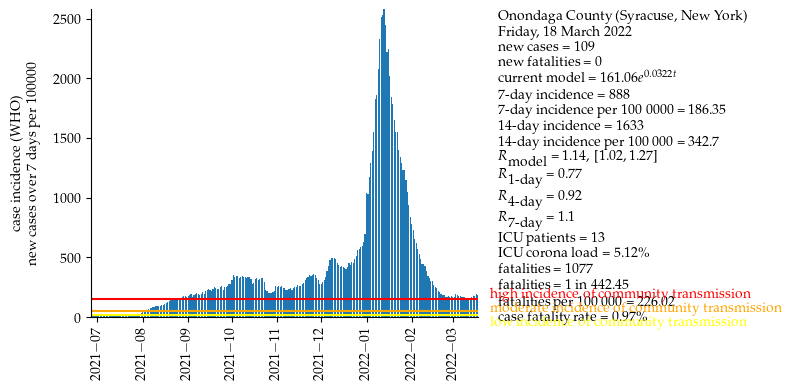 case incidence (WHO)
new cases over 7 days per 100000
2500
2000
1500
1000
500
0
2021−07
2021−08
2021−09
2021−10
2021−11
2021−12
2022−01
2022−02
2022−03
Onondaga County (Syracuse, New York)
Friday, 18 March 2022
new cases = 109
new fatalities = 0
current model = 161.06e^0.0322t
7-day incidence = 888
7-day incidence per 100 0000 = 186.35
14-day incidence = 1633
14-day incidence per 100 000 = 342.7
R_model = 1.14, [1.02, 1.27]
R_1-day = 0.77
R_4-day = 0.92
R_7-day = 1.1
ICU patients = 13
ICU corona load = 5.12%
fatalities = 1077
fatalities = 1 in 442.45
high incidence of community transmission
fatalities per 100 000 = 226.02
moderate incidence of community transmission
case fatality rate = 0.97%
low incidence of community transmission